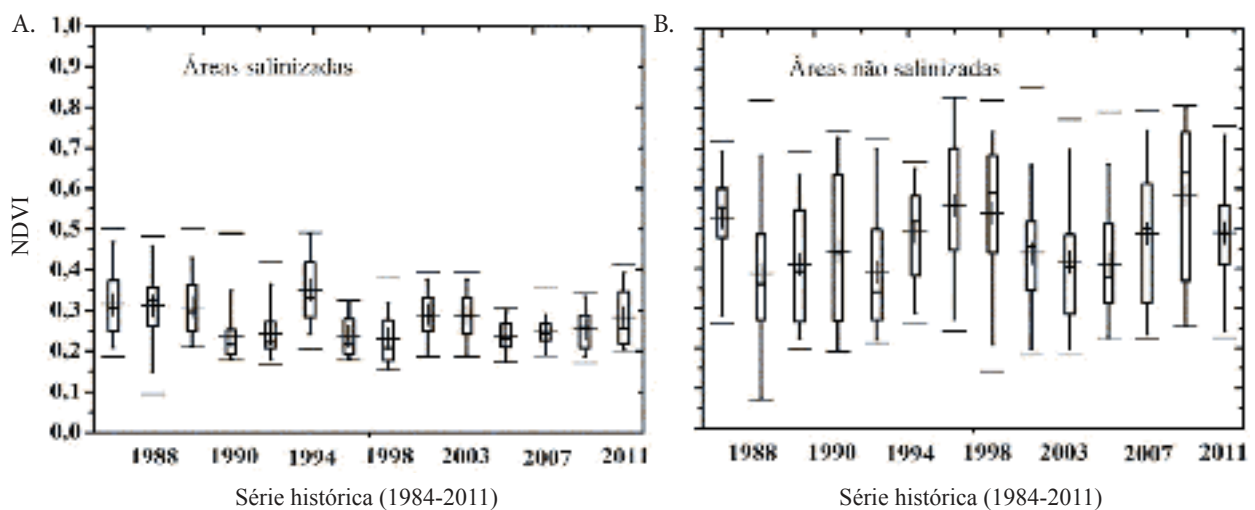 A.
B.
1,0
0,9
0,8
0,7
0,6
0,5
0,4
0,3
0,2
0,1
0,0
NDVI
Áreas salinizadas
Áreas não salinizadas
1988 1990 1994 1998 2003 2007 2011
1988 1990 1994 1998 2003 2007 2011
Série histórica (1984-2011)
Série histórica (1984-2011)